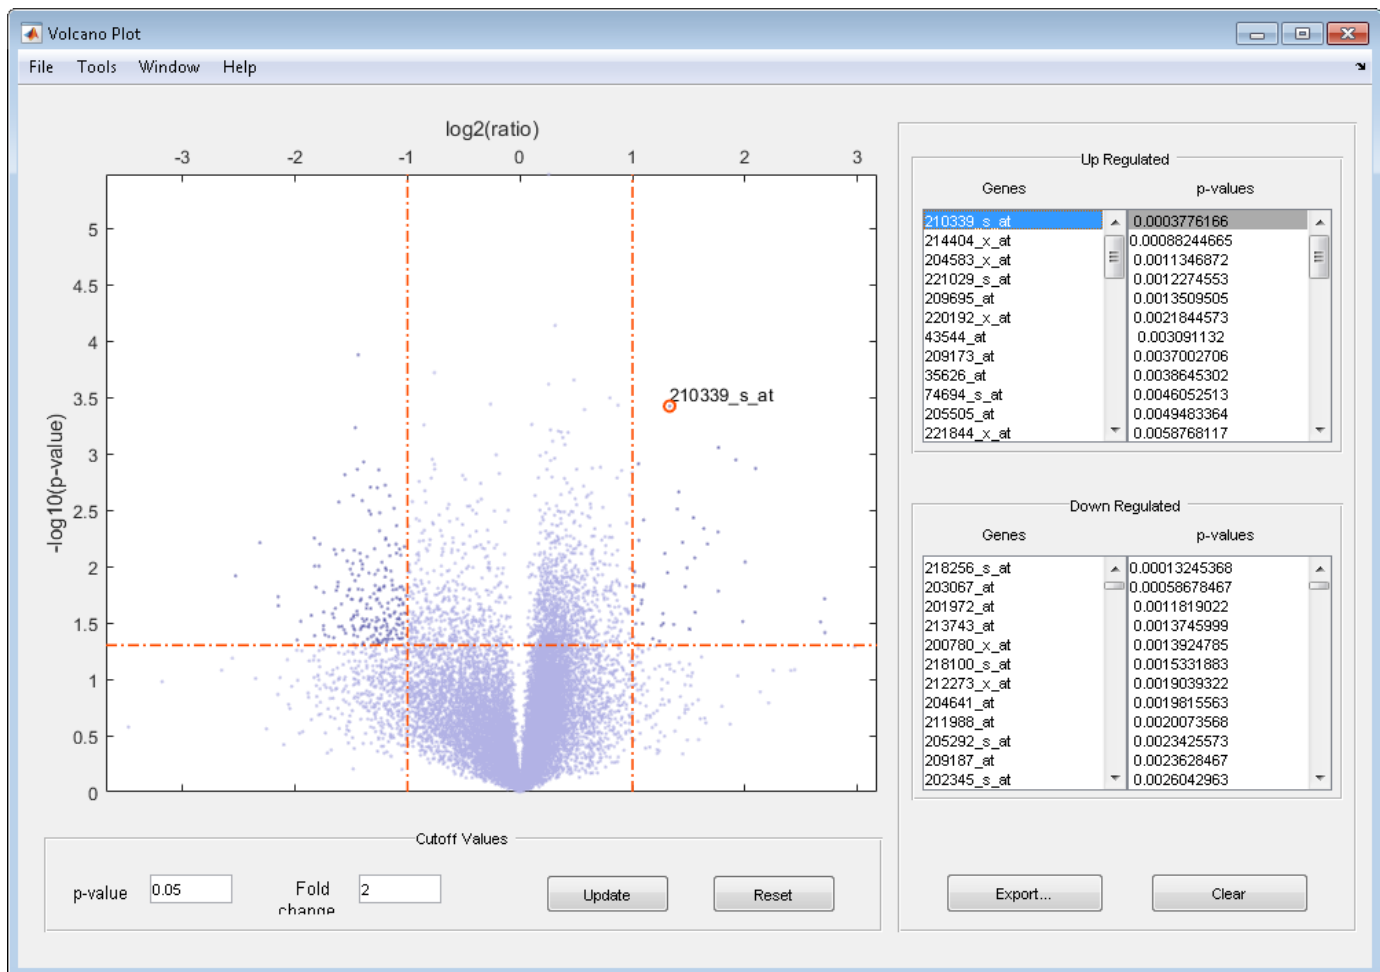 Volcano Plot
File Tools Window Help
log2(ratio)
-3 -2 -1 0 1 2 3
5
4.5
4
3.5
3
2.5
2
1.5
1
0.5
0
-log10(p-value)
210339_s_at
Up Regulated
Genes p-values
210339_s_at 0.0003776166
214404_x_at 0.00088244665
204583_x_at 0.0011346872
221029_s_at 0.0012274553
209695_at 0.0013509505
220192_x_at 0.0021844573
43544_at 0.003091132
209173_at 0.0037002706
35626_at 0.0038645302
74694_s_at 0.0046052513
205505_at 0.0049483364
221844_x_at 0.0058768117
Down Regulated
Genes p-values
218256_s_at 0.00013245368
203067_at 0.00058678467
201972_at 0.0011819022
213743_at 0.0013745999
200780_x_at 0.0013924785
218100_s_at 0.0015331883
212273_x_at 0.0019039322
204641_at 0.0019815563
211988_at 0.0020073568
205292_s_at 0.0023425573
209187_at 0.0023628467
202345_s_at 0.0026042963
Cutoff Values
p-value 0.05 Fold change 2 Update Reset
Export... Clear